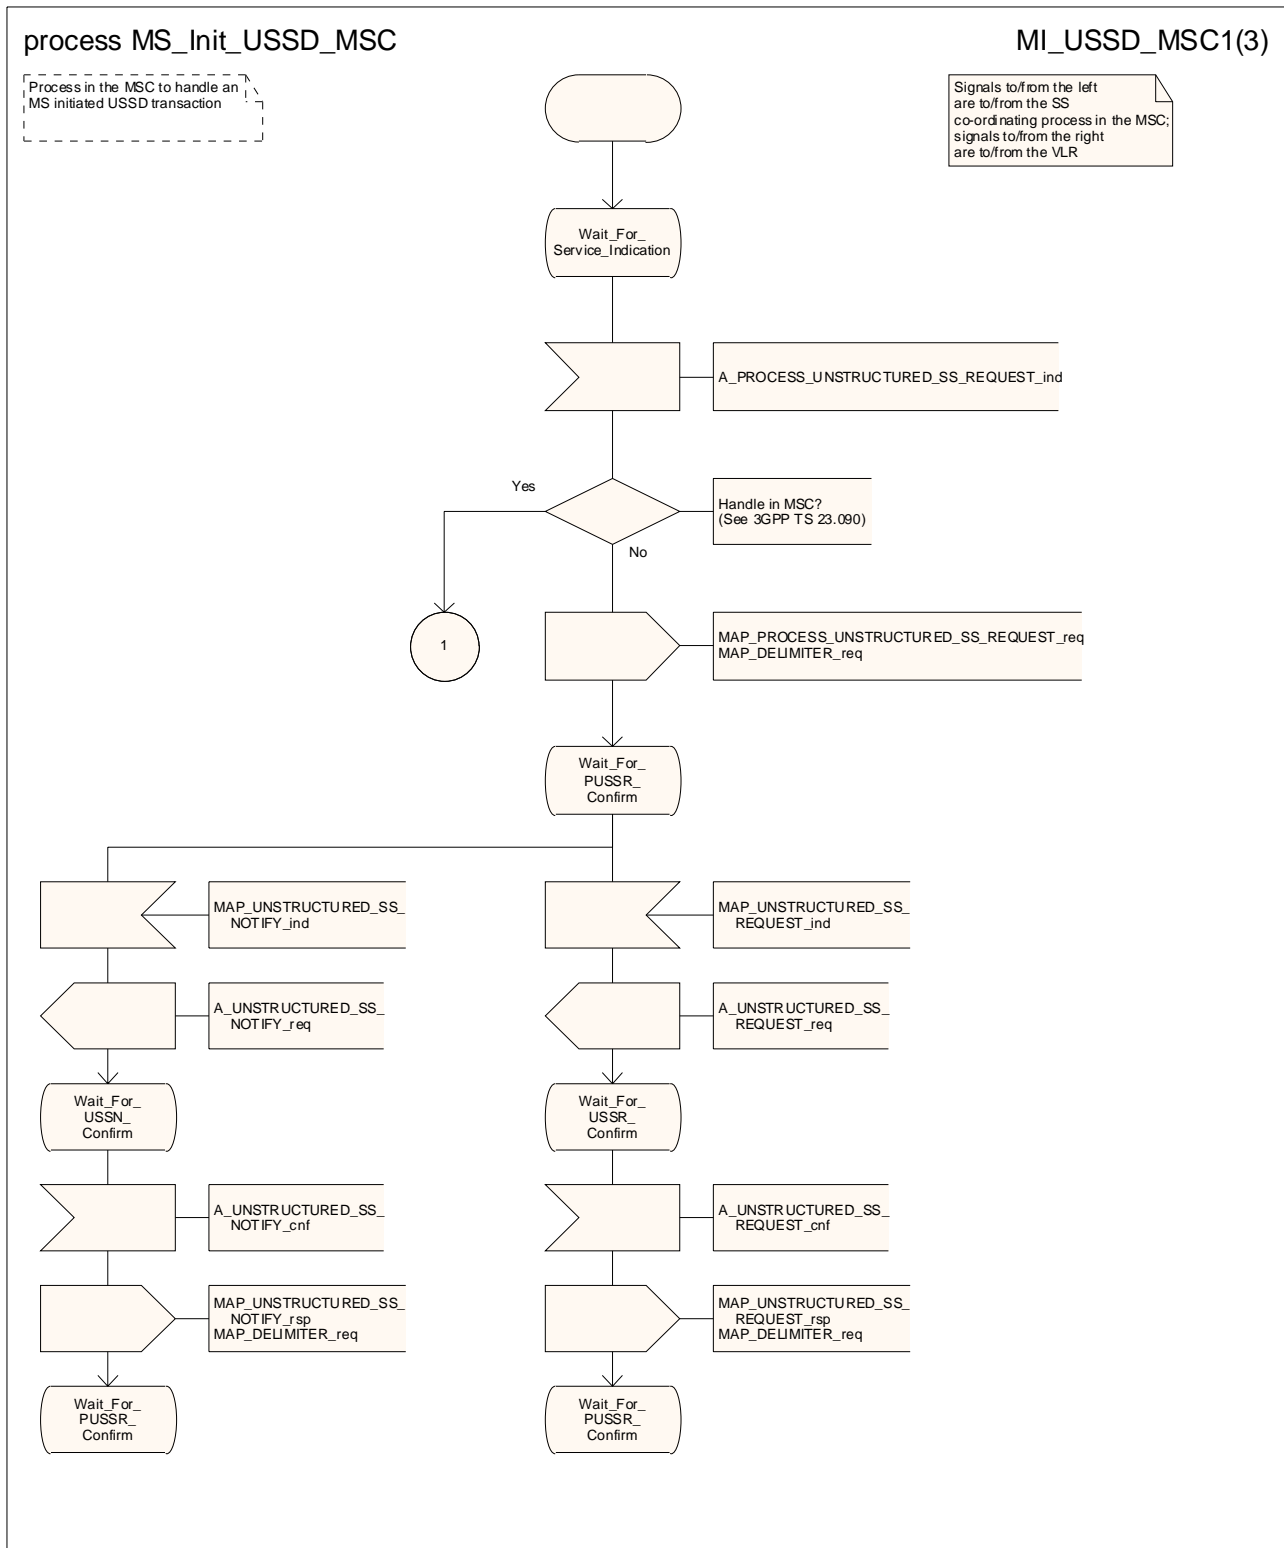 process MS_Init_USSD_MSC
MI_USSD_MSC1(3)
Process in the MSC to handle an
MS initiated USSD transaction
Signals to/from the left
are to/from the SS
co-ordinating process in the MSC;
signals to/from the right
are to/from the VLR
Wait_For_
Service_Indication
A_PROCESS_UNSTRUCTURED_SS_REQUEST_ind
Yes
Handle in MSC?
(See 3GPP TS 23.090)
No
1
MAP_PROCESS_UNSTRUCTURED_SS_REQUEST_req
MAP_DELIMITER_req
Wait_For_
PUSSR_
Confirm
MAP_UNSTRUCTURED_SS_
NOTIFY_ind
MAP_UNSTRUCTURED_SS_
REQUEST_ind
A_UNSTRUCTURED_SS_
NOTIFY_req
A_UNSTRUCTURED_SS_
REQUEST_req
Wait_For_
USSN_
Confirm
Wait_For_
USSR_
Confirm
A_UNSTRUCTURED_SS_
NOTIFY_cnf
A_UNSTRUCTURED_SS_
REQUEST_cnf
MAP_UNSTRUCTURED_SS_
NOTIFY_rsp
MAP_DELIMITER_req
MAP_UNSTRUCTURED_SS_
REQUEST_rsp
MAP_DELIMITER_req
Wait_For_
PUSSR_
Confirm
Wait_For_
PUSSR_
Confirm